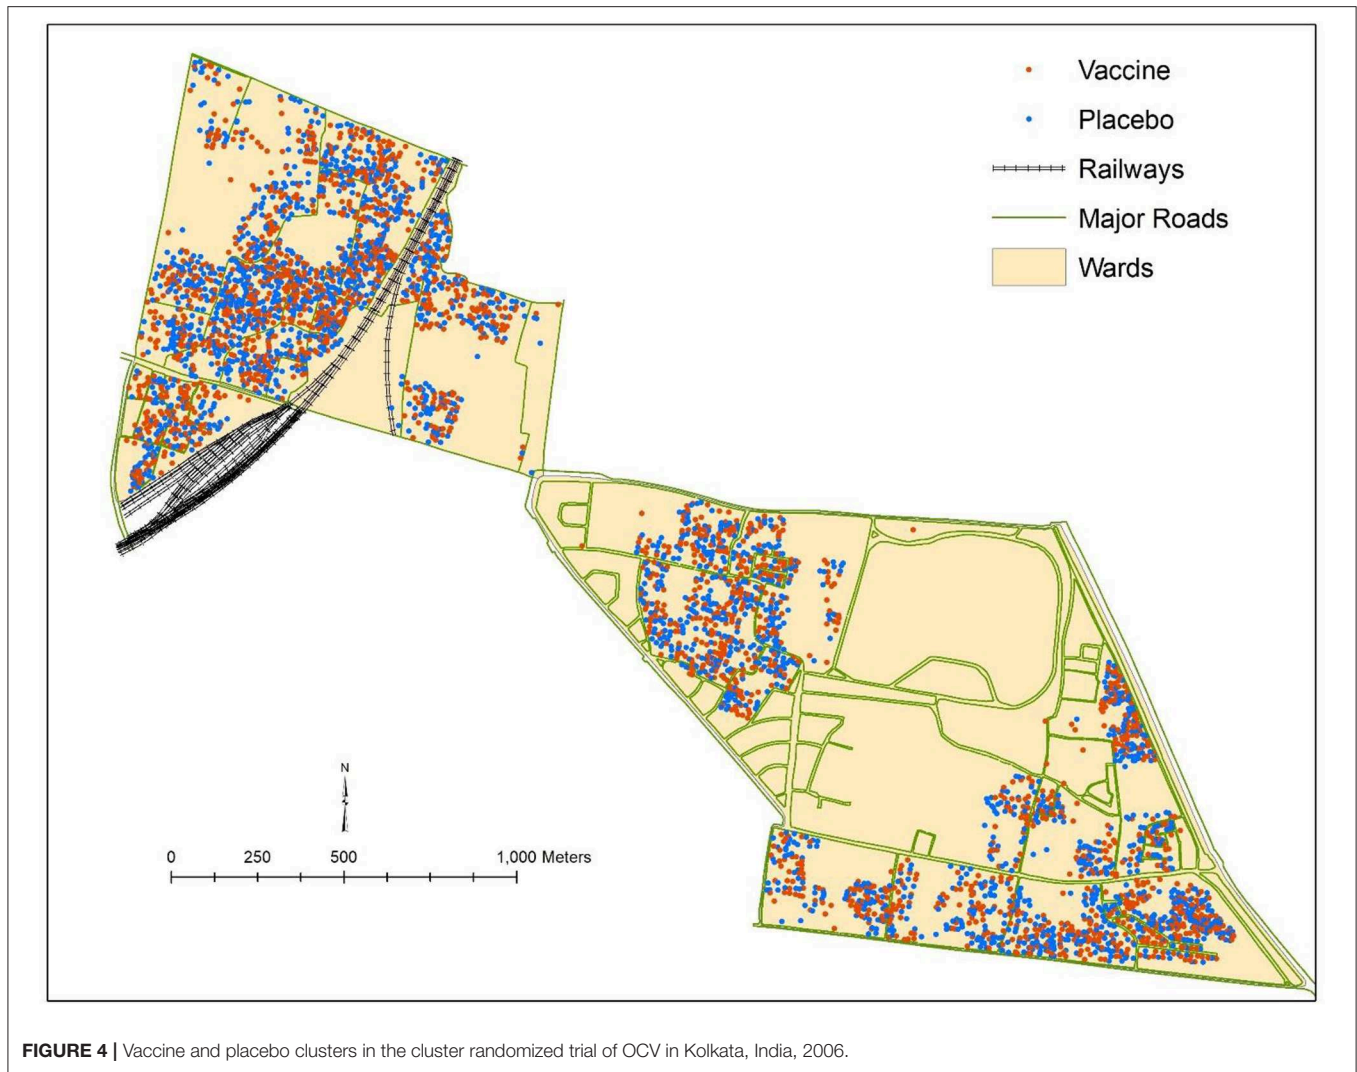 Vaccine
Placebo
Railways
Major Roads
Wards
N
0 250 500 1,000 Meters
FIGURE 4 | Vaccine and placebo clusters in the cluster randomized trial of OCV in Kolkata, India, 2006.